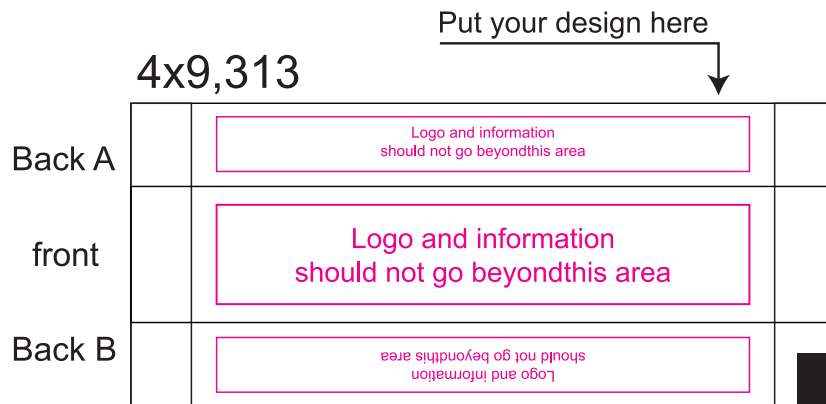 Put your design here
4x9,313
Back A
Logo and information
should not go beyondthis area
front
Logo and information
should not go beyondthis area
Back B
Logo and information
should not go beyondthis area